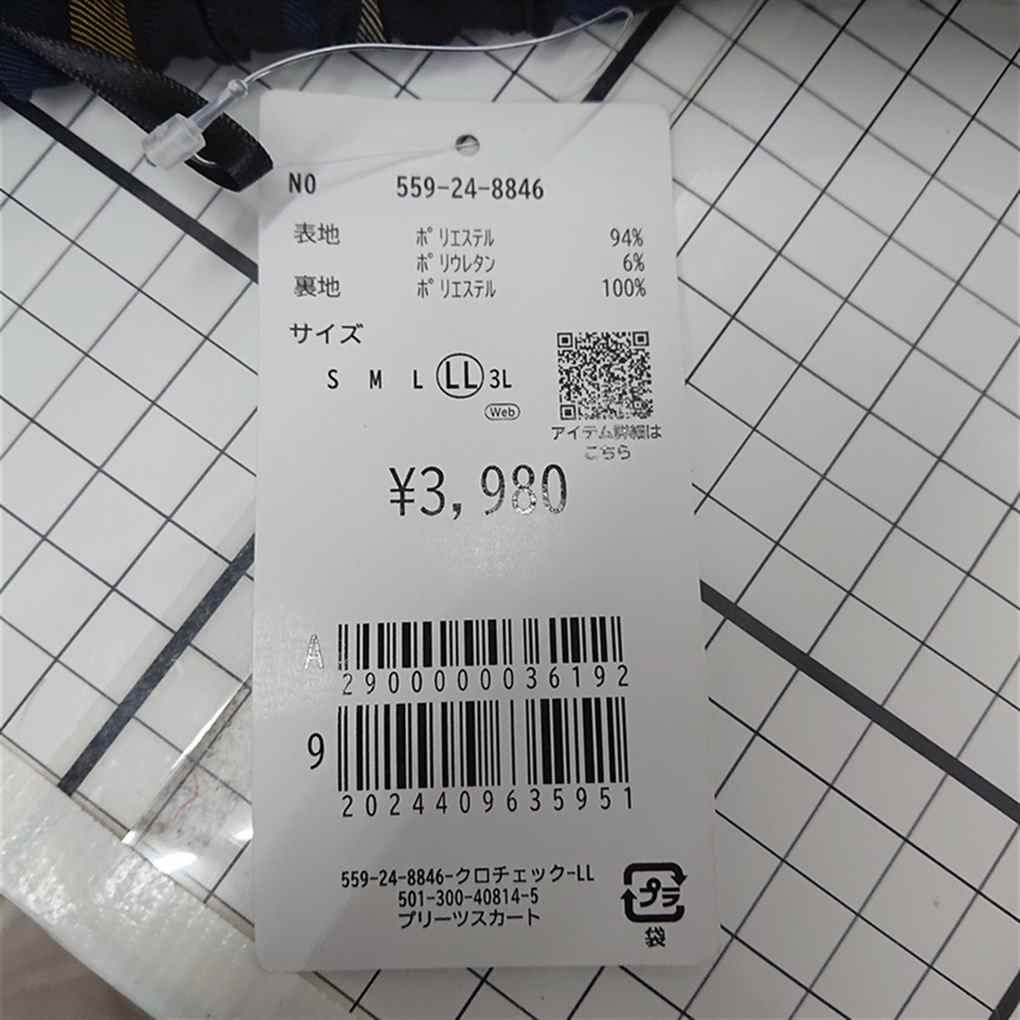 NO 559-24-8846
表地 ポリエステル 94%
ポリウレタン 6%
裏地 ポリエステル 100%
サイズ
S M L LL 3L
Web
アイテム詳細は
こちら
¥3,980
A
2900000036192
9
2024409635951
559-24-8846-クロチェック-LL
501-300-40814-5
プリーツスカート
プラ
袋